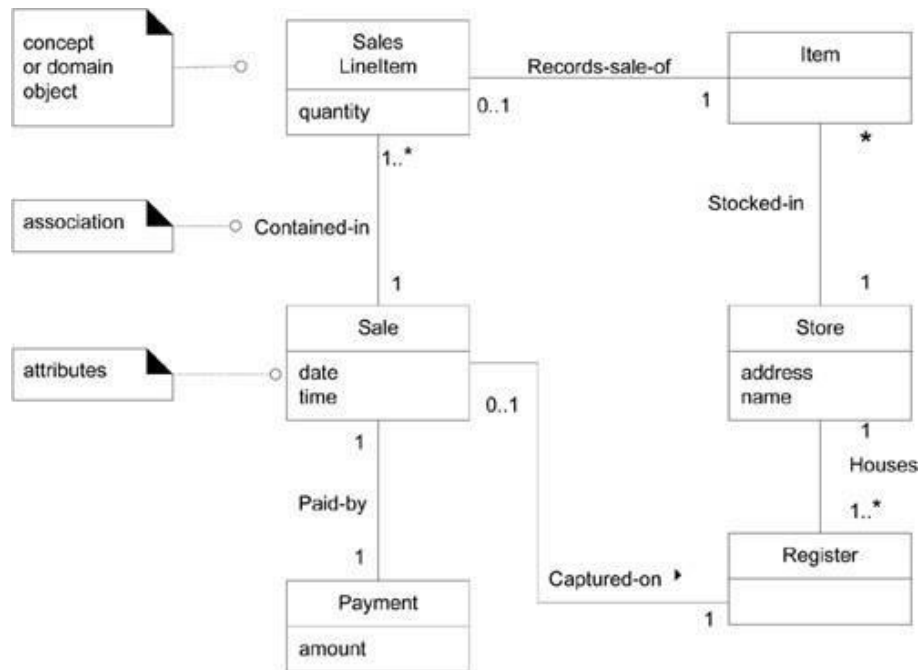 concept
or domain
object
Sales
LineItem
quantity
Records-sale-of
0..1
1
Item
1..*
*
association
Contained-in
Stocked-in
1
1
attributes
Sale
date
time
0..1
Store
address
name
1
1
Houses
Paid-by
1..*
1
Captured-on
1
Register
Payment
amount